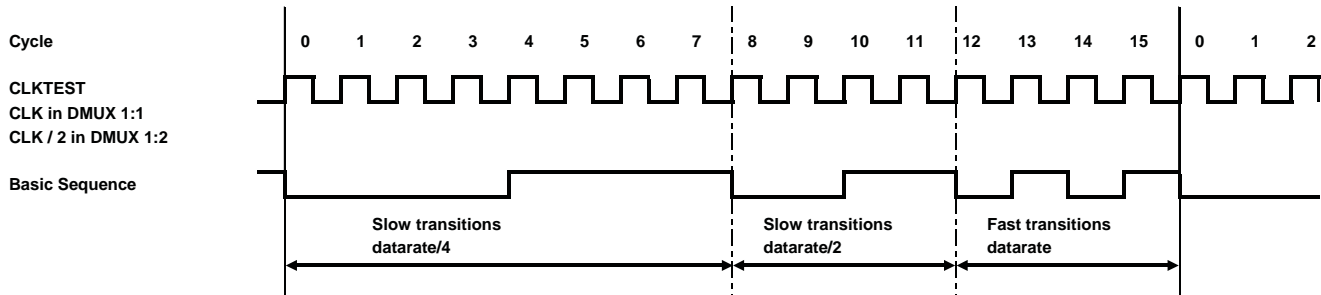 Cycle 0 1 2 3 4 5 6 7 8 9 10 11 12 13 14 15 0 1 2
CLKTEST
CLK in DMUX 1:1
CLK / 2 in DMUX 1:2
Basic Sequence
Slow transitions
datarate/4
Slow transitions
datarate/2
Fast transitions
datarate